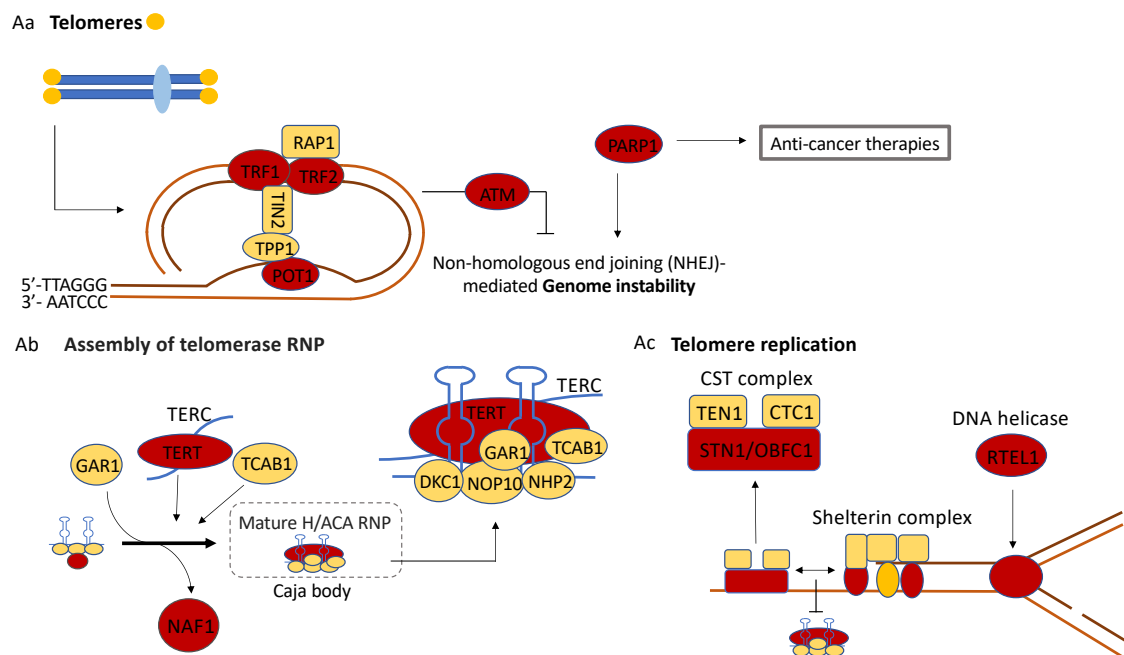 Aa Telomeres
RAP1
TRF1
TRF2
TIN2
TPP1
POT1
5′-TTAGGG
3′- AATCCC
ATM
PARP1
Anti-cancer therapies
Non-homologous end joining (NHEJ)-
mediated Genome instability
Ab Assembly of telomerase RNP
TERC
TERT
GAR1
TCAB1
NAF1
Mature H/ACA RNP
Caja body
TERC
TERT
GAR1
TCAB1
DKC1
NOP10
NHP2
Ac Telomere replication
CST complex
TEN1
CTC1
STN1/OBFC1
DNA helicase
RTEL1
Shelterin complex